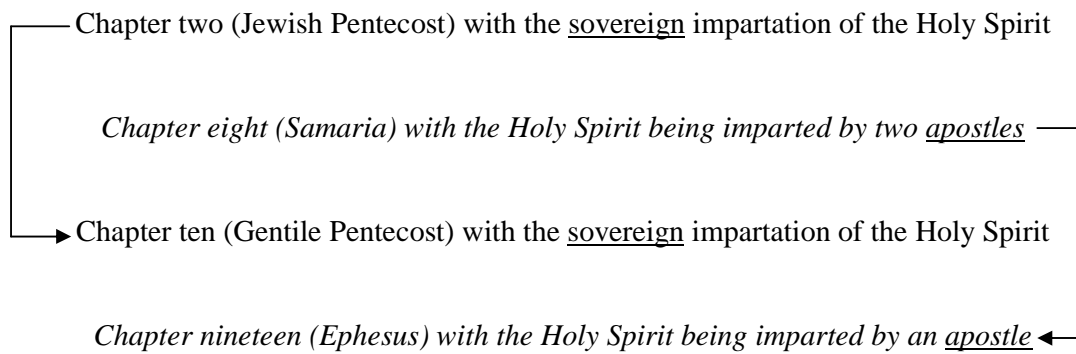 Chapter two (Jewish Pentecost) with the sovereign impartation of the Holy Spirit
Chapter eight (Samaria) with the Holy Spirit being imparted by two apostles
Chapter ten (Gentile Pentecost) with the sovereign impartation of the Holy Spirit
Chapter nineteen (Ephesus) with the Holy Spirit being imparted by an apostle